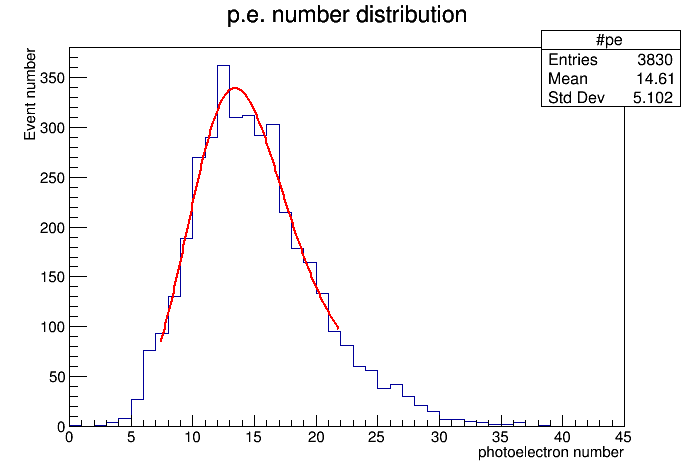 p.e. number distribution
#pe
Entries 3830
Mean 14.61
Std Dev 5.102
Event number
350
300
250
200
150
100
50
0
0 5 10 15 20 25 30 35 40 45
photoelectron number